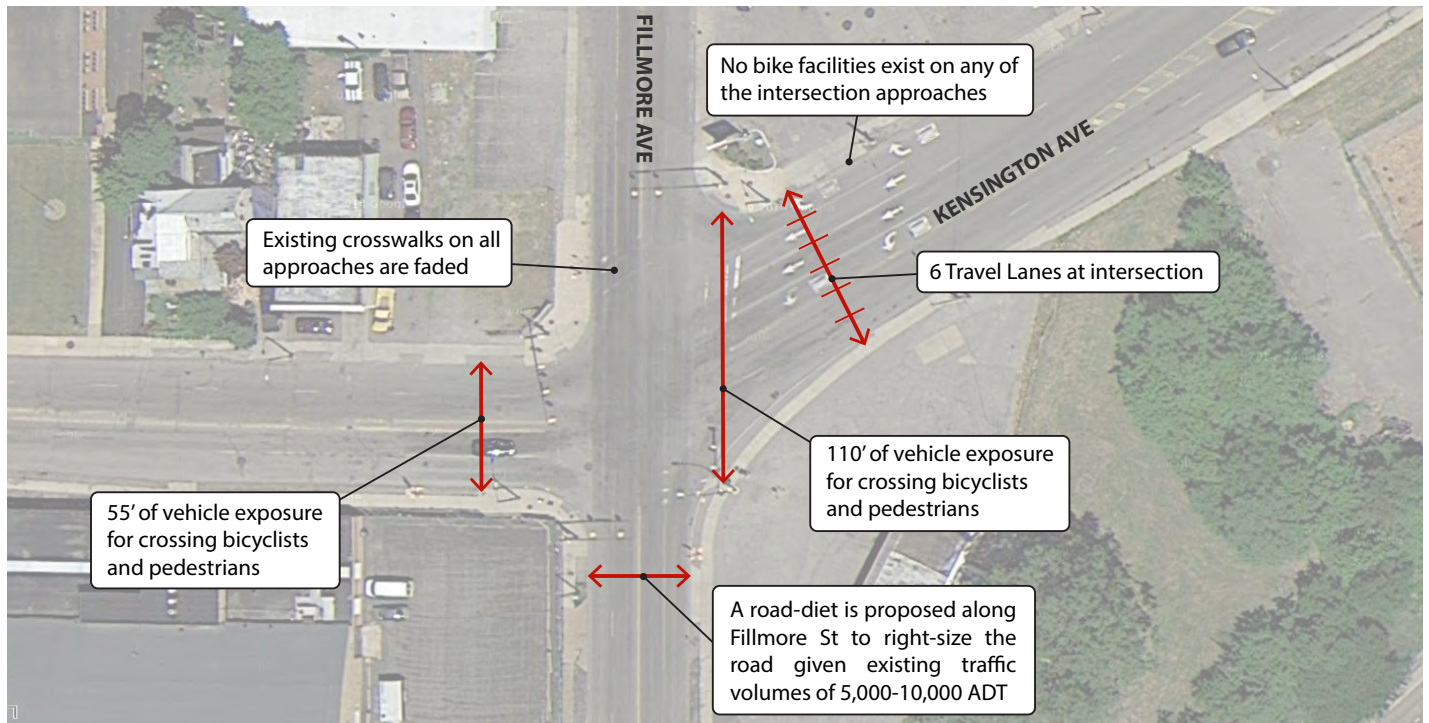 FILLMORE AVE
No bike facilities exist on any of
the intersection approaches
KENSINGTON AVE
Existing crosswalks on all
approaches are faded
6 Travel Lanes at intersection
110’ of vehicle exposure
for crossing bicyclists
and pedestrians
55’ of vehicle exposure
for crossing bicyclists
and pedestrians
A road-diet is proposed along
Fillmore St to right-size the
road given existing traffic
volumes of 5,000-10,000 ADT